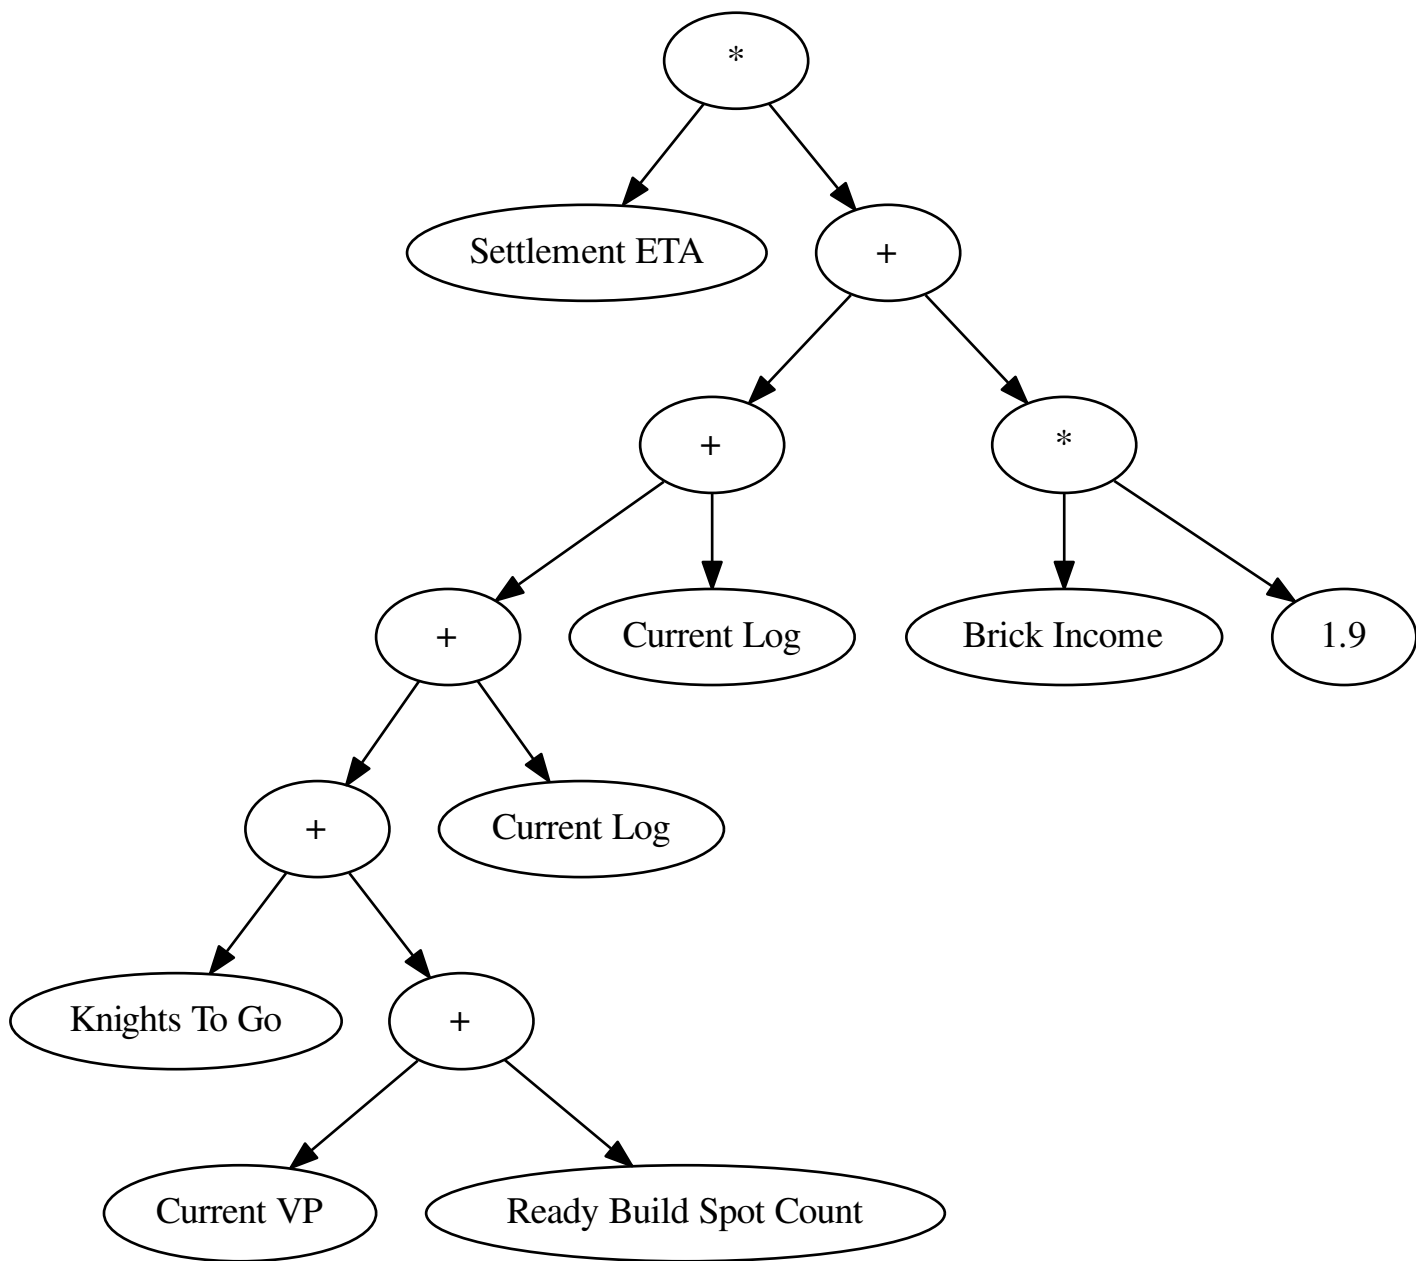 *
Settlement ETA
+
+
*
+
Current Log
Brick Income
1.9
+
Current Log
Knights To Go
+
Current VP
Ready Build Spot Count